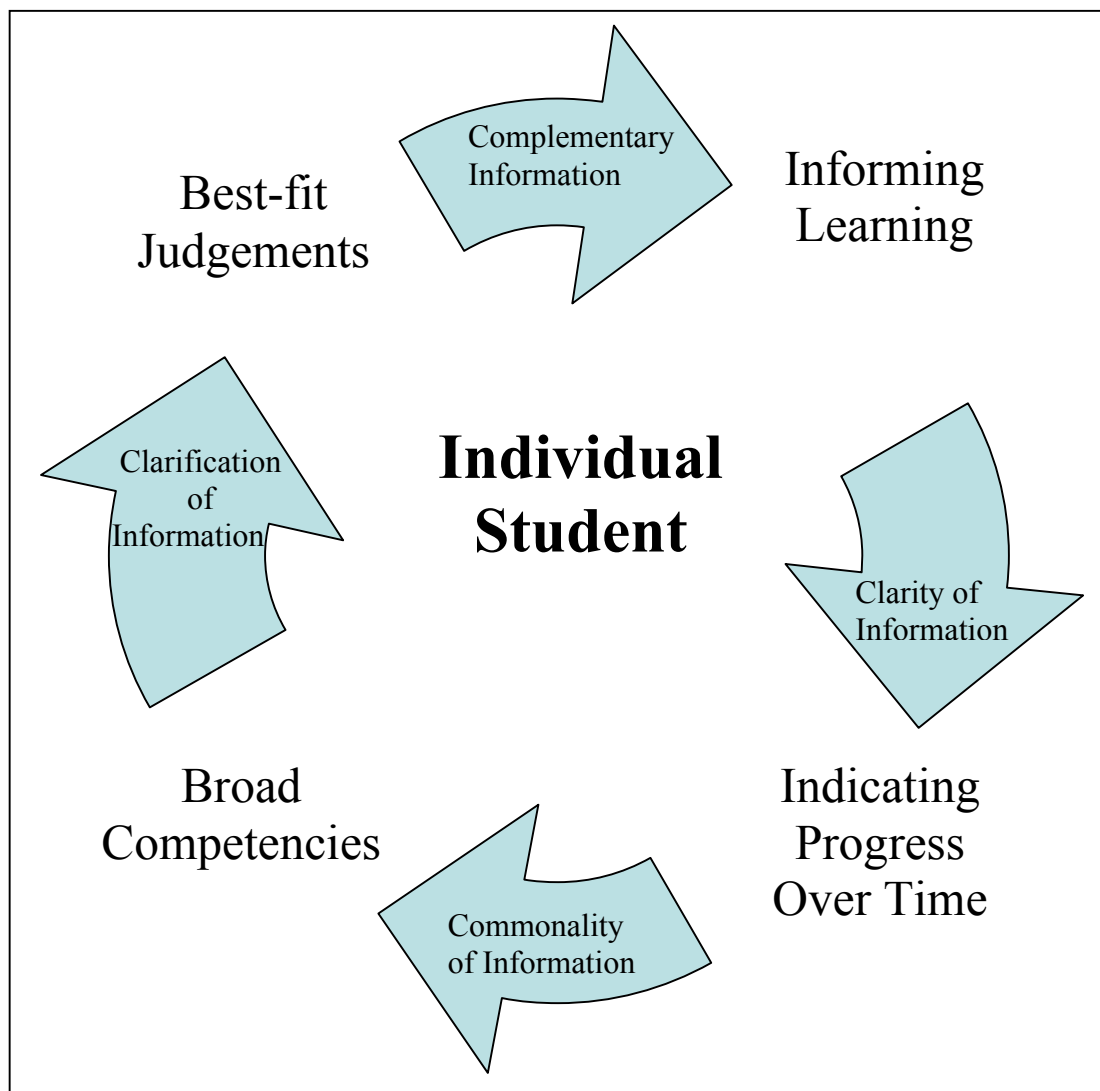 Complementary
Information
Informing
Learning
Best-fit
Judgements
Individual
Student
Clarification
of
Information
Clarity of
Information
Broad
Competencies
Indicating
Progress
Over Time
Commonality
of Information